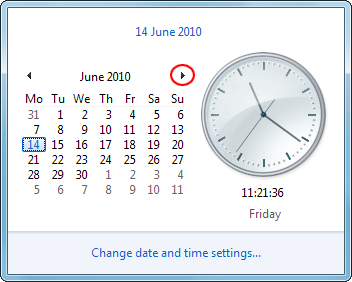 14 June 2010
June 2010
Mo Tu We Th Fr Sa Su
31 1 2 3 4 5 6
7 8 9 10 11 12 13
14 15 16 17 18 19 20
21 22 23 24 25 26 27
28 29 30 1 2 3 4
5 6 7 8 9 10 11
11:21:36
Friday
Change date and time settings...